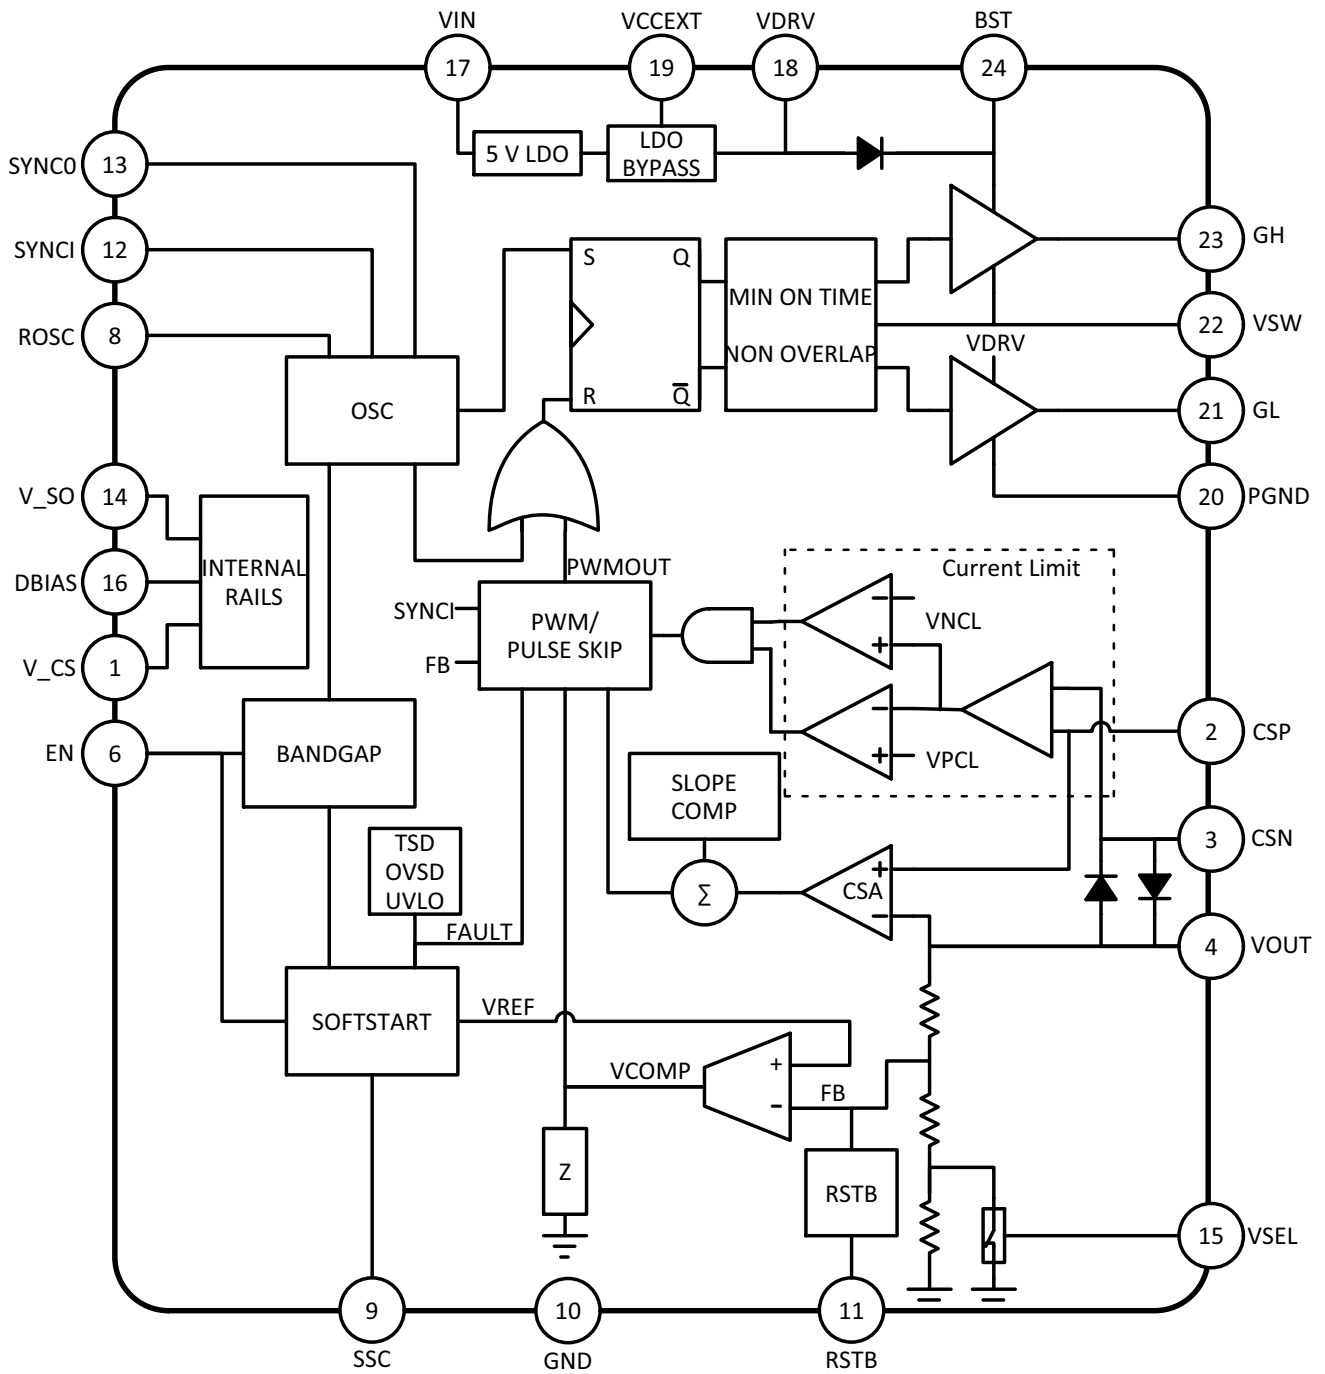 VIN
VCCEXT
VDRV
BST
17
19
18
24
5 V LDO
LDO
BYPASS
SYNC0
13
SYNCI
12
ROSC
8
OSC
S
Q
R
Q̅
MIN ON TIME
NON OVERLAP
23
GH
22
VSW
VDRV
21
GL
20
PGND
V_SO
14
DBIAS
16
V_CS
1
INTERNAL
RAILS
EN
6
BANDGAP
PWMOUT
SYNCI
FB
PWM/
PULSE SKIP
Current Limit
−
VNCL
+
−
+
VPCL
2
CSP
SLOPE
COMP
3
CSN
TSD
OVSD
UVLO
FAULT
∑
CSA
+
−
4
VOUT
SOFTSTART
VREF
VCOMP
+
−
FB
Z
RSTB
15
VSEL
9
SSC
10
GND
11
RSTB